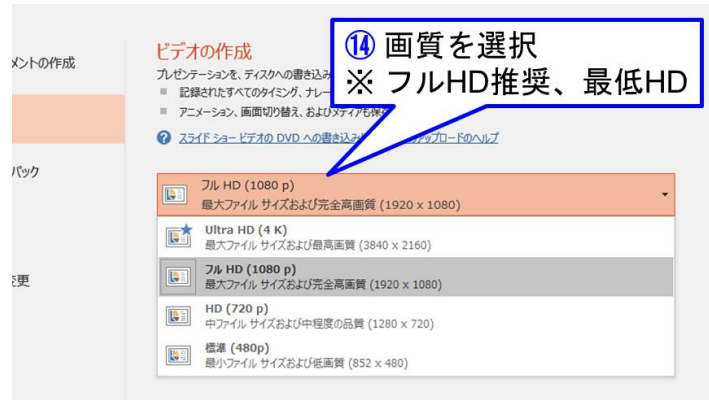 ⑭ 画質を選択
※ フルHD推奨、最低HD
メントの作成
パック
変更
ビデオの作成
プレゼンテーションを、ディスクへの書き込み
記録されたすべてのタイミング、ナレー
アニメーション、画面切り替え、およびメディアも保
スライド ショー ビデオの DVD への書き込み アップロードのヘルプ
フル HD (1080 p)
最大ファイル サイズおよび完全高画質 (1920 x 1080)
Ultra HD (4 K)
最大ファイル サイズおよび最高画質 (3840 x 2160)
フル HD (1080 p)
最大ファイル サイズおよび完全高画質 (1920 x 1080)
HD (720 p)
中ファイル サイズおよび中程度の品質 (1280 x 720)
標準 (480p)
最小ファイル サイズおよび低画質 (852 x 480)